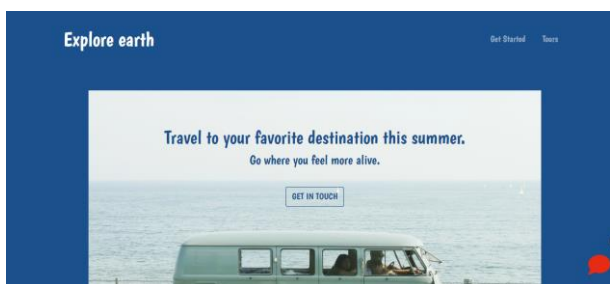 Explore earth
Get Started Tours
Travel to your favorite destination this summer.
Go where you feel more alive.
GET IN TOUCH